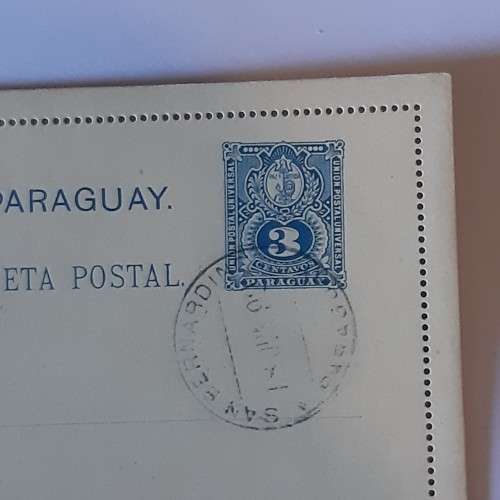 PARAGUAY.
UNION POSTAL UNIVERSAL
UNION POSTAL UNIVERSAL
3
CENTAVOS
PARAGUAY
ETA POSTAL.
SAN BERNARDINO